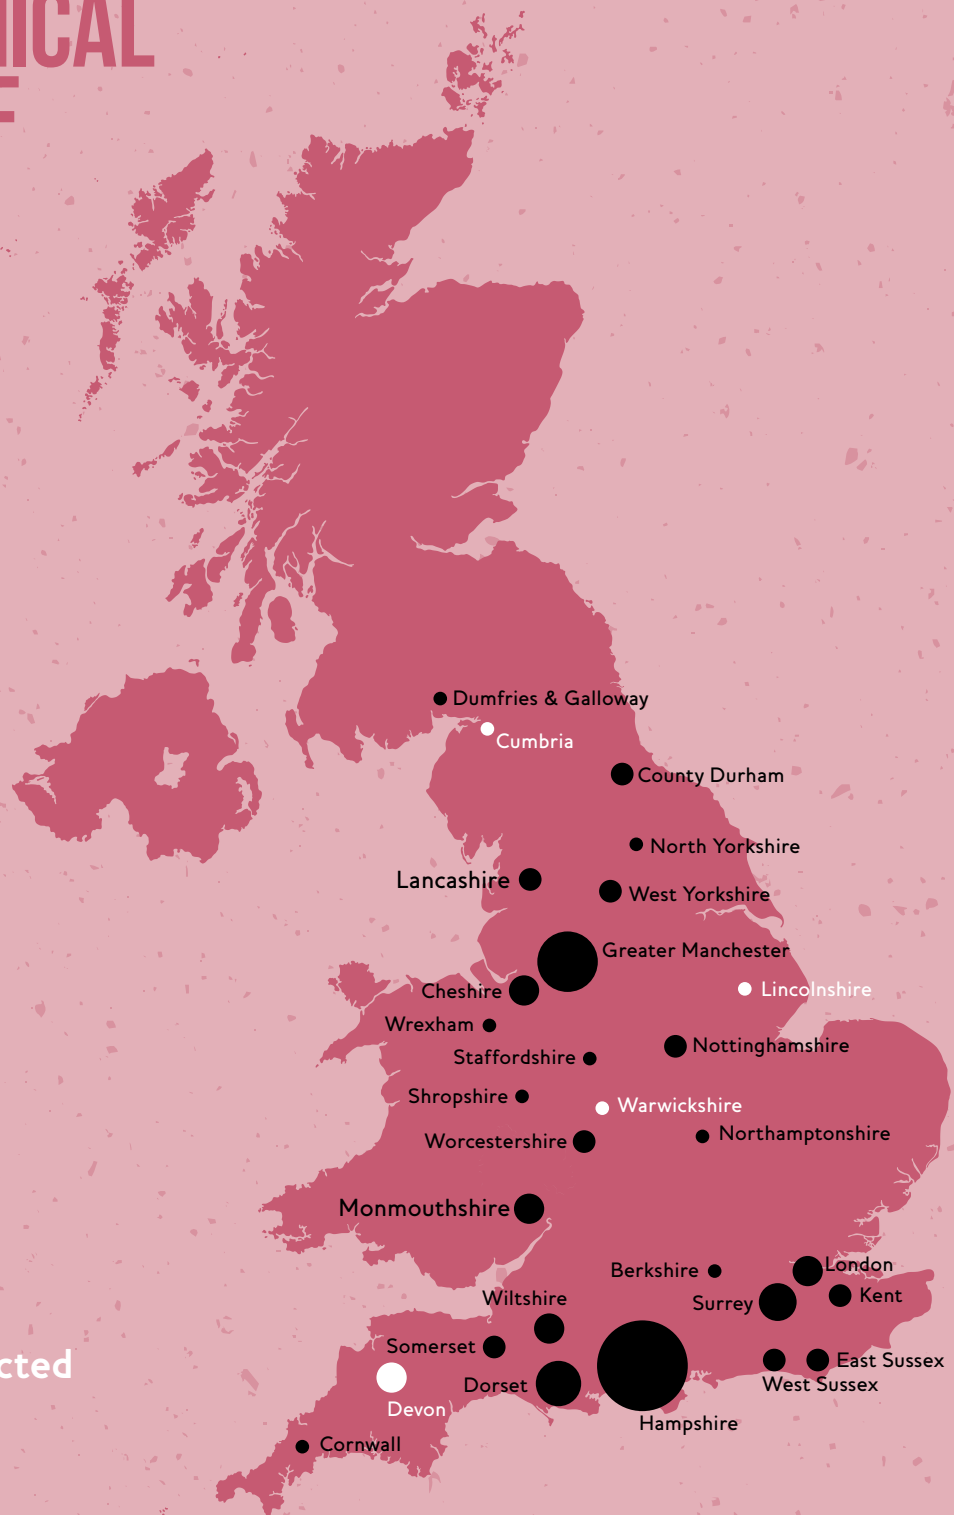 Dumfries & Galloway
Cumbria
County Durham
North Yorkshire
Lancashire
West Yorkshire
Greater Manchester
Cheshire
Lincolnshire
Wrexham
Nottinghamshire
Staffordshire
Shropshire
Warwickshire
Northamptonshire
Worcestershire
Monmouthshire
London
Berkshire
Kent
Wiltshire
Surrey
Somerset
East Sussex
cted
Dorset
West Sussex
Devon
Hampshire
Cornwall